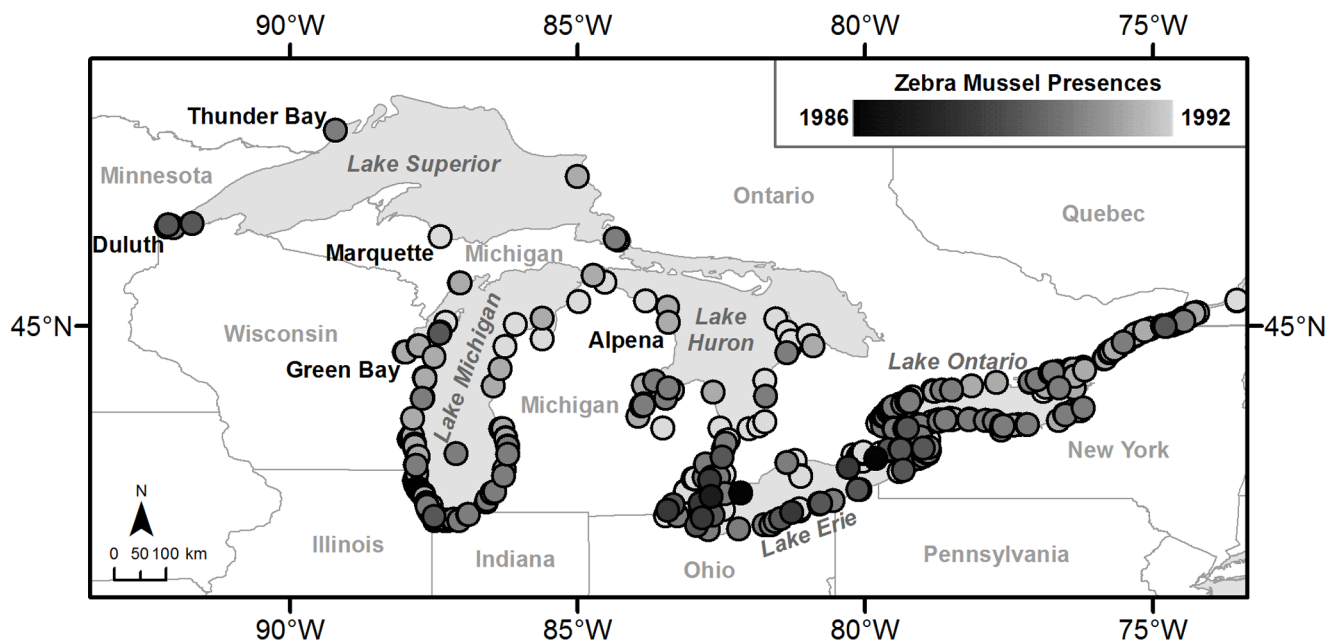 90°W 85°W 80°W 75°W
Zebra Mussel Presences
1986 1992
Thunder Bay
Lake Superior
Minnesota
Ontario
Quebec
Duluth
Marquette
Michigan
45°N
45°N
Wisconsin
Lake Michigan
Alpena
Lake
Huron
Green Bay
Lake Ontario
Michigan
New York
N
0 50 100 km
Illinois
Indiana
Ohio
Lake Erie
Pennsylvania
90°W 85°W 80°W 75°W